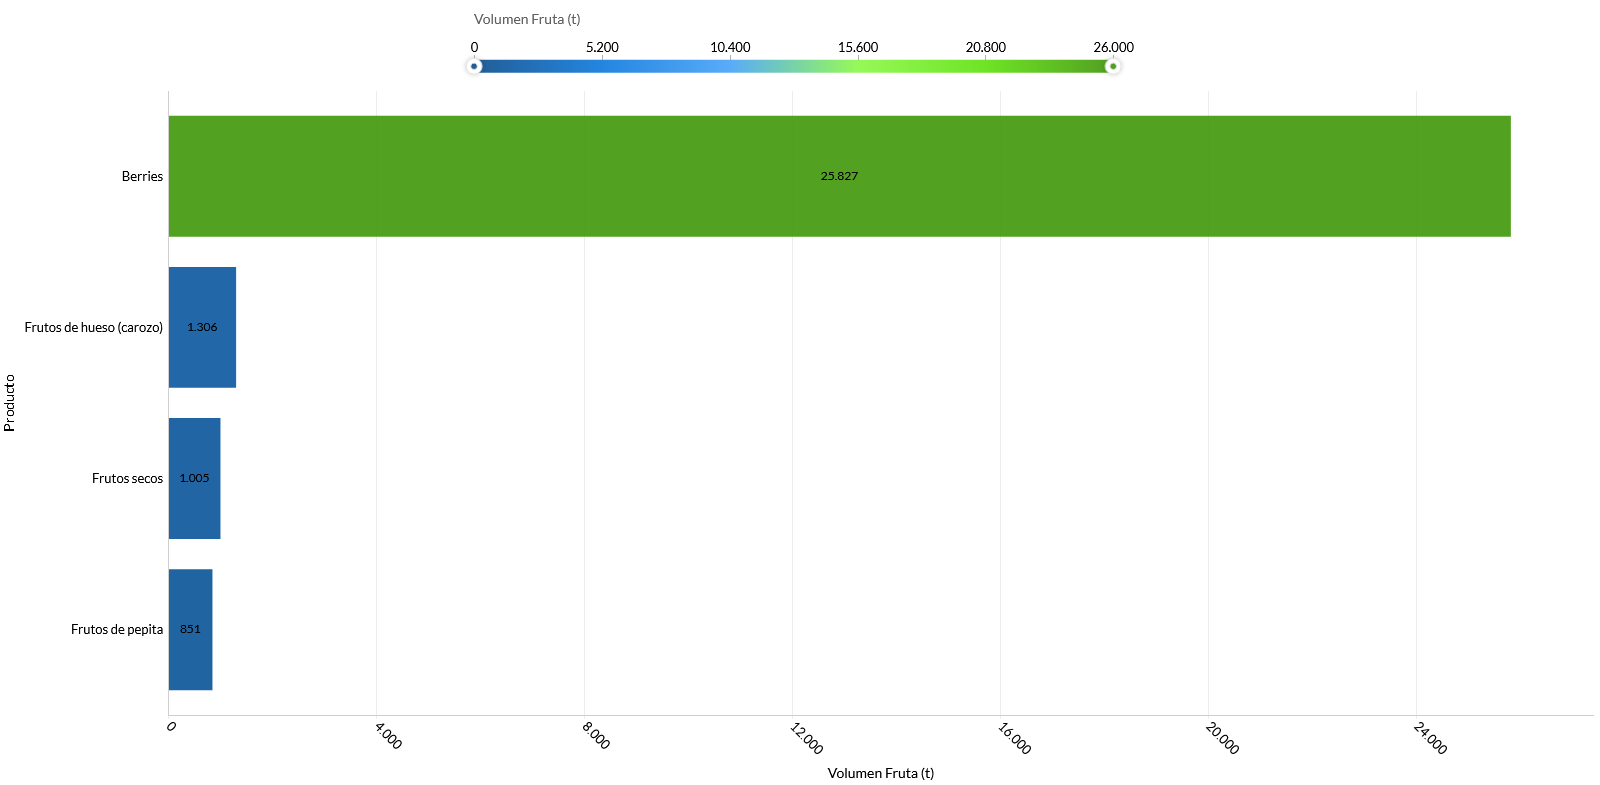 Volumen Fruta (t)
0 5.200 10.400 15.600 20.800 26.000
Berries 25.827
Frutos de hueso (carozo) 1.306
Producto
Frutos secos 1.005
Frutos de pepita 851
0 4.000 8.000 12.000 16.000 20.000 24.000
Volumen Fruta (t)